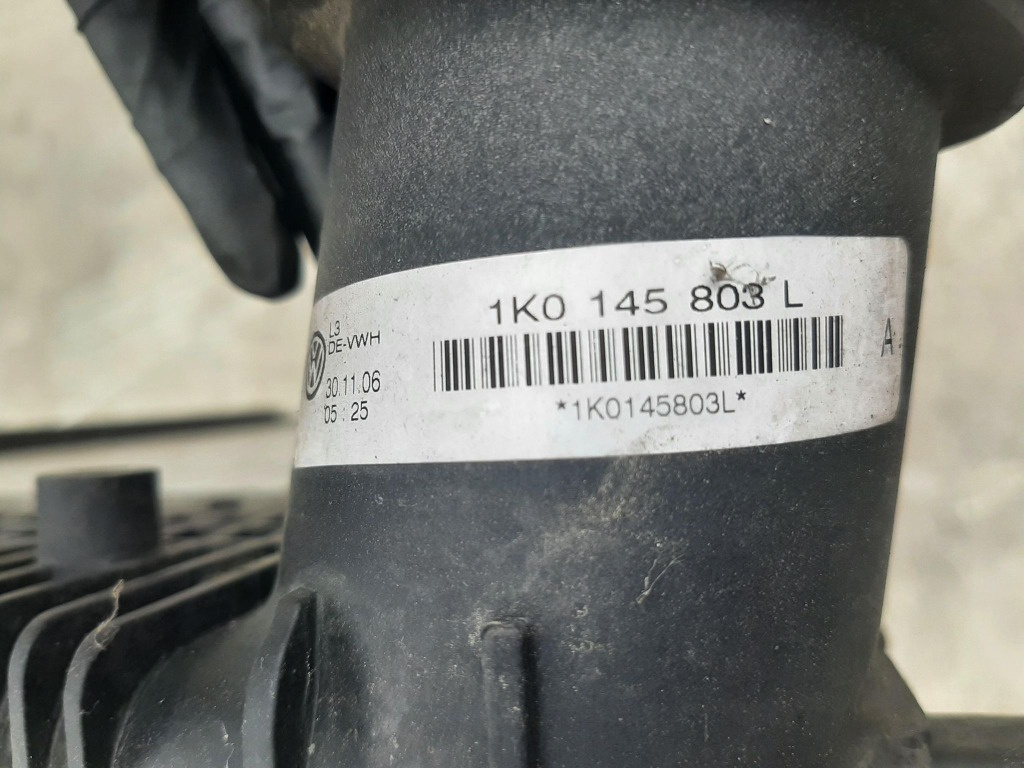 1K0 145 803 L
L3
DE-VWH
30.11.06
05 : 25
*1K0145803L*
A